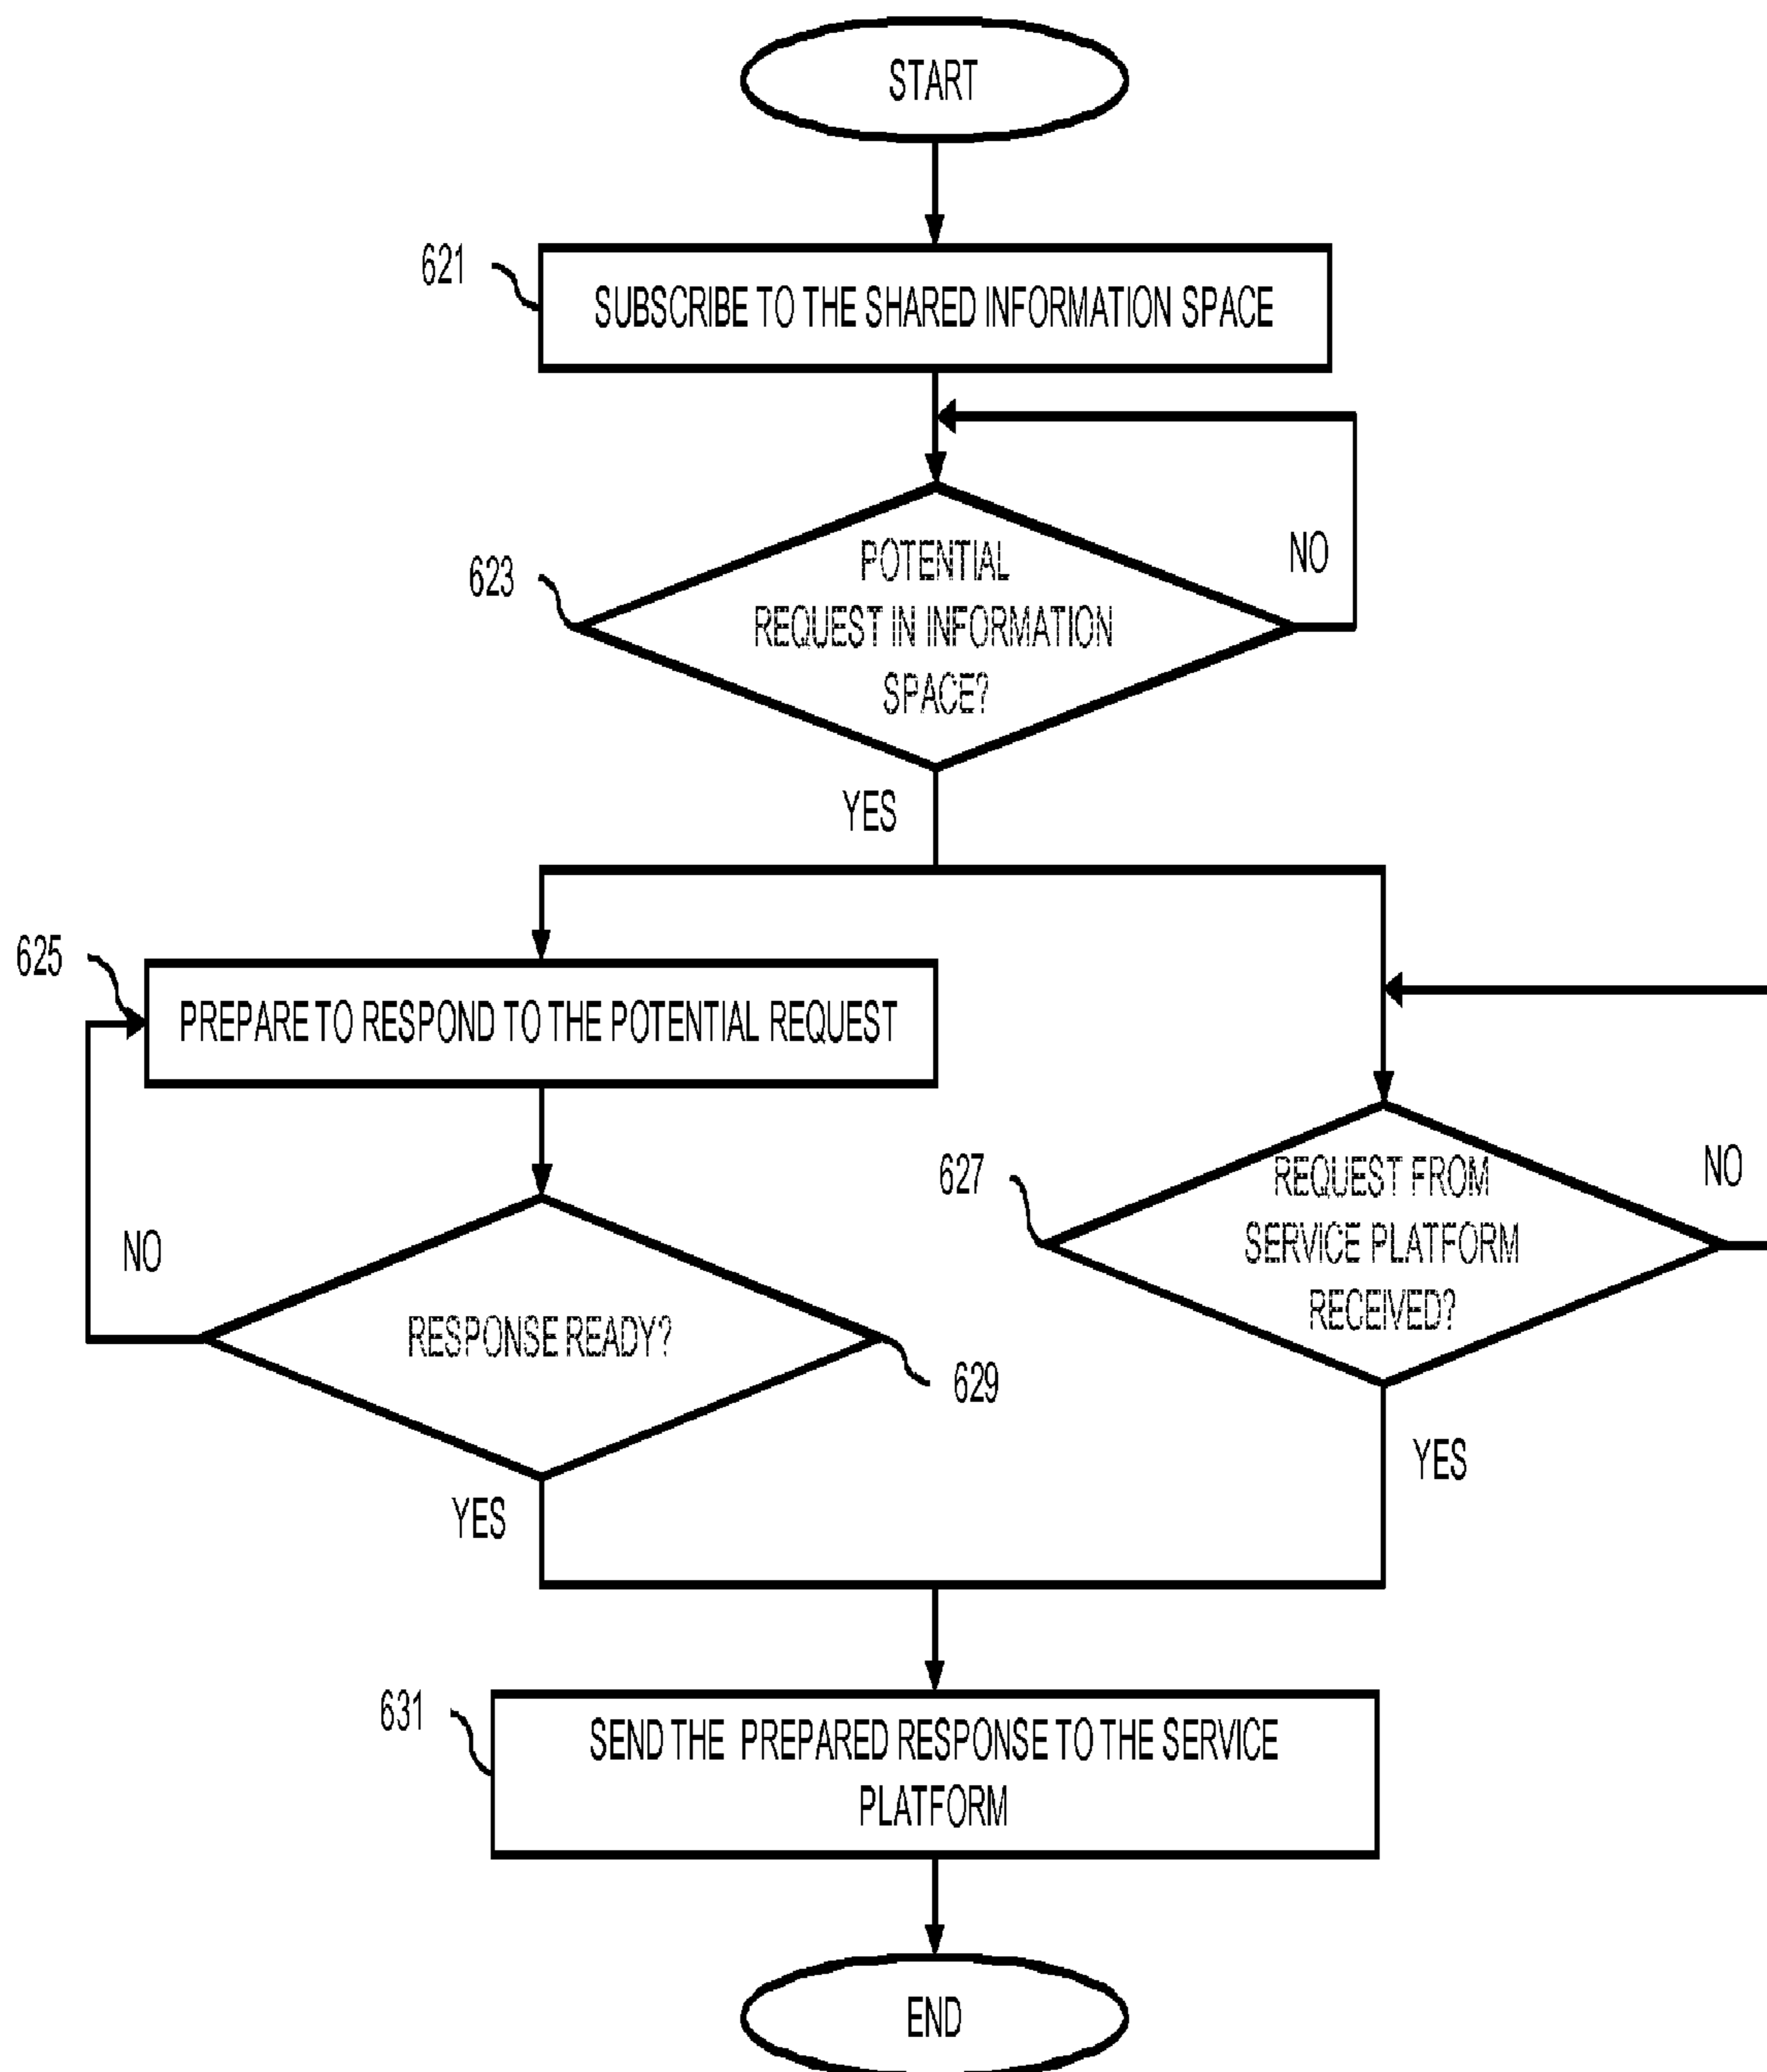 START
621
SUBSCRIBE TO THE SHARED INFORMATION SPACE
623
POTENTIAL
REQUEST IN INFORMATION
SPACE?
NO
YES
625
PREPARE TO RESPOND TO THE POTENTIAL REQUEST
627
REQUEST FROM
SERVICE PLATFORM
RECEIVED?
NO
NO
RESPONSE READY?
629
YES
YES
631
SEND THE PREPARED RESPONSE TO THE SERVICE
PLATFORM
END